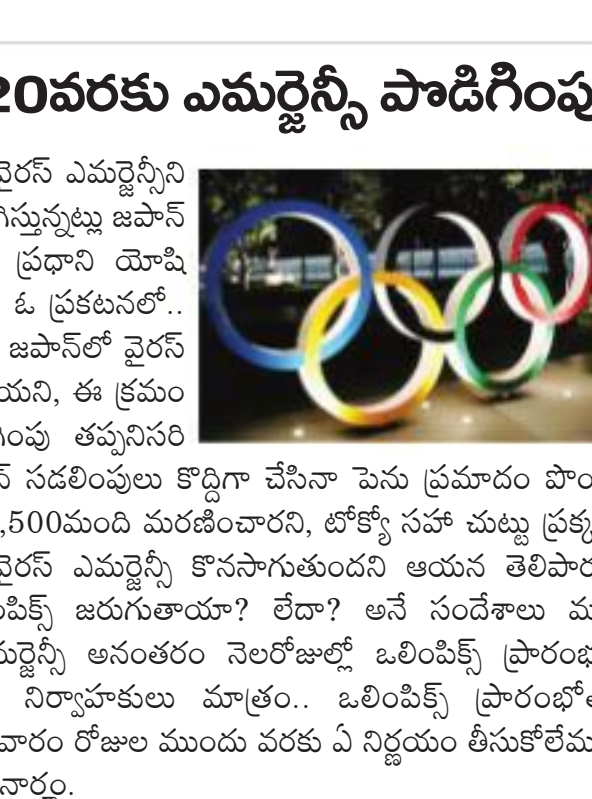 20వరకు ఎమర్జెన్సీ పొడిగింపు
వైరస్ ఎమర్జెన్సీని
గిస్తున్నట్లు జపాన్
ప్రధాని యోషి
ఓ ప్రకటనలో..
జపాన్‌లో వైరస్
యని, ఈ క్రమం
గింపు తప్పనిసరి
న్ సడలింపులు కొద్దిగా చేసినా పెను ప్రమాదం పొం
,500మంది మరణించారని, టోక్యో సహా చుట్టు ప్రక్క
వైరస్ ఎమర్జెన్సీ కొనసాగుతుందని ఆయన తెలిపార
ంపిక్స్ జరుగుతాయా? లేదా? అనే సందేశాలు మ
మర్జెన్సీ అనంతరం నెలరోజుల్లో ఒలింపిక్స్ ప్రారంభ
నిర్వాహకులు మాత్రం.. ఒలింపిక్స్ ప్రారంభో
వారం రోజుల ముందు వరకు ఏ నిర్ణయం తీసుకోలేమ
నార్హం.